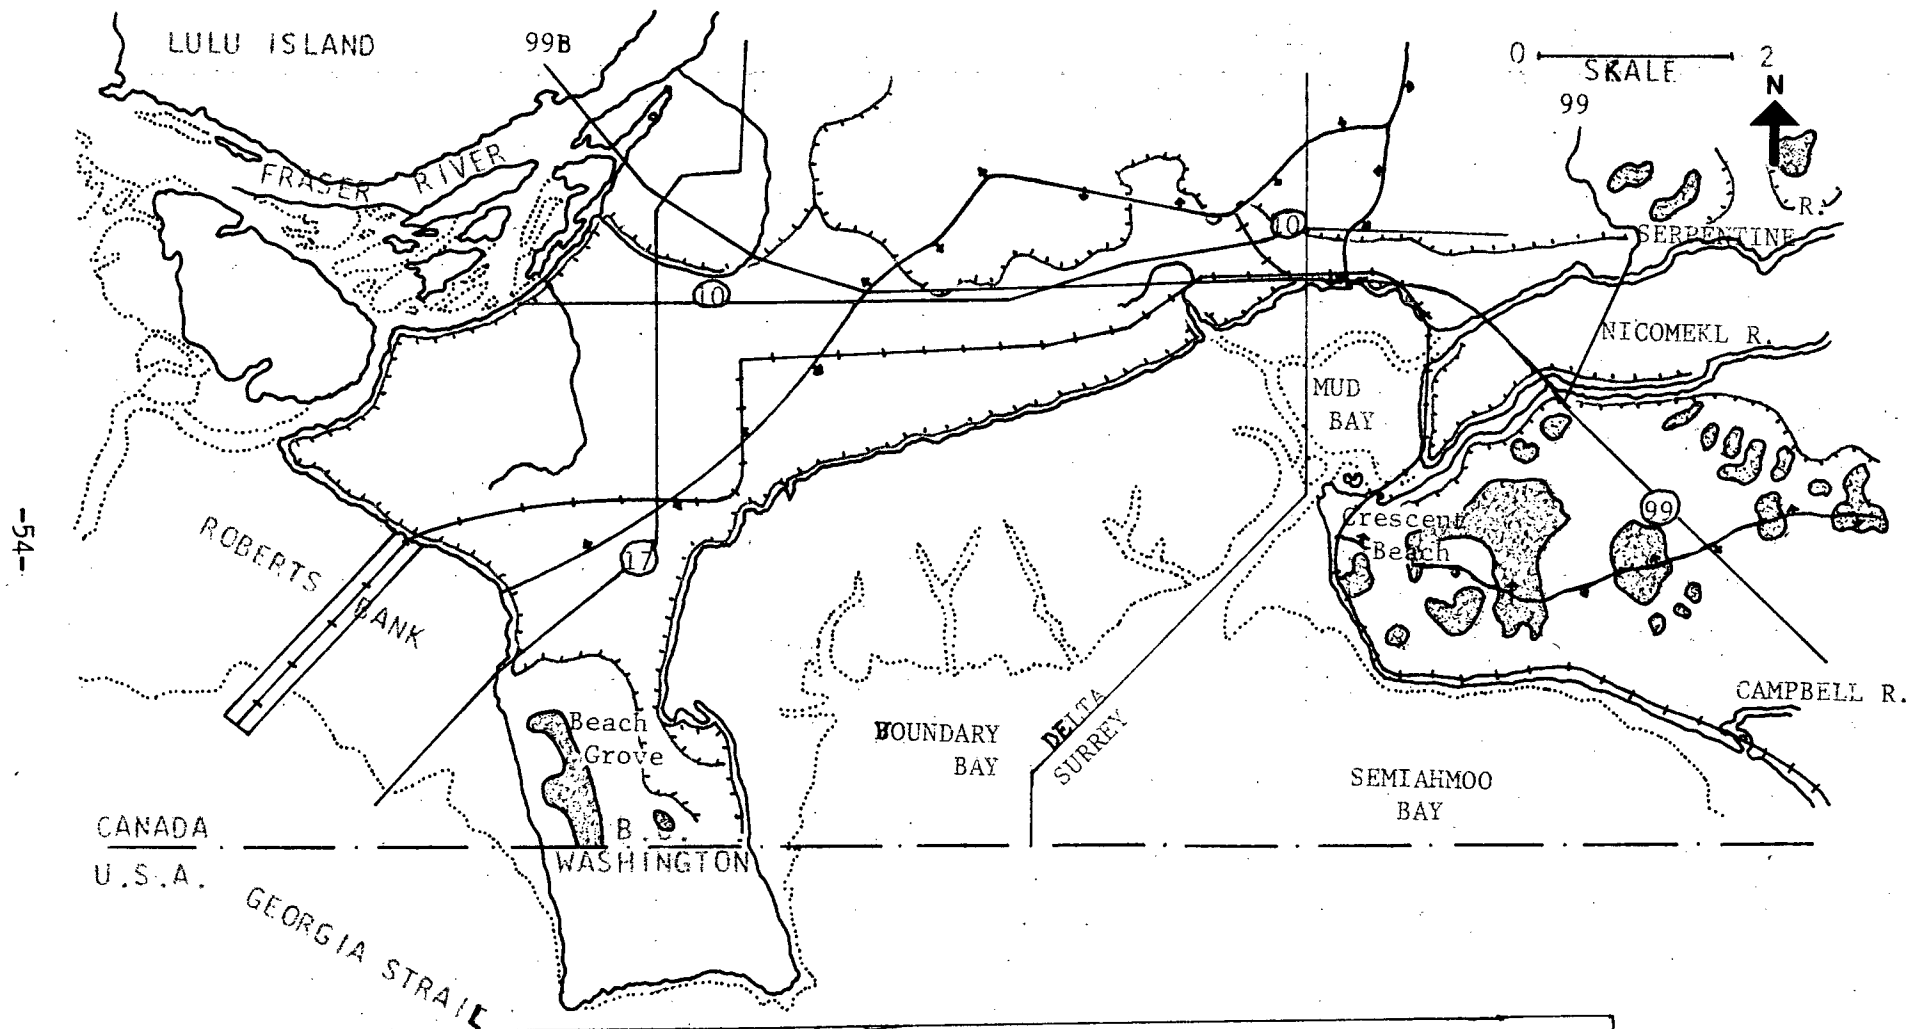 LULU ISLAND
99B
0 2
SKALE
N
99
FRASER RIVER
R.
SERPENTINE
10
10
NICOMEKL R.
MUD
BAY
-54-
ROBERTS BANK
17
Crescent
Beach
99
CAMPBELL R.
Beach
Grove
BOUNDARY
BAY
DELTA
SURREY
SEMIAHMOO
BAY
CANADA
B.C.
WASHINGTON
U.S.A.
GEORGIA STRAIT